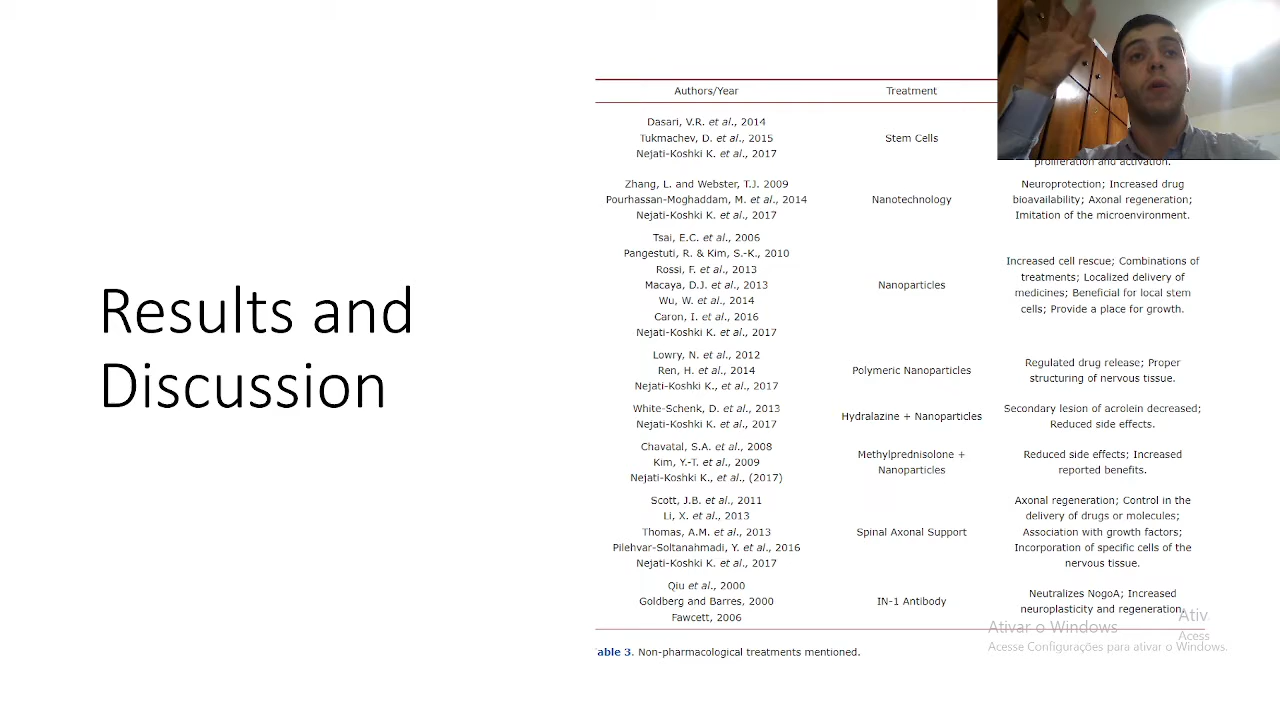 Results and
Discussion
Authors/Year
Treatment
Dasari, V.R. et al., 2014
Tukmachev, D. et al., 2015
Nejati-Koshki K. et al., 2017
Stem Cells
proliferation and activation.
Zhang, L. and Webster, T.J. 2009
Pourhassan-Moghaddam, M. et al., 2014
Nejati-Koshki K. et al., 2017
Nanotechnology
Neuroprotection; Increased drug
bioavailability; Axonal regeneration;
Imitation of the microenvironment.
Tsai, E.C. et al., 2006
Pangestuti, R. & Kim, S.-K., 2010
Rossi, F. et al., 2013
Macaya, D.J. et al., 2013
Wu, W. et al., 2014
Caron, I. et al., 2016
Nejati-Koshki K. et al., 2017
Nanoparticles
Increased cell rescue; Combinations of
treatments; Localized delivery of
medicines; Beneficial for local stem
cells; Provide a place for growth.
Lowry, N. et al., 2012
Ren, H. et al., 2014
Nejati-Koshki K., et al., 2017
Polymeric Nanoparticles
Regulated drug release; Proper
structuring of nervous tissue.
White-Schenk, D. et al., 2013
Nejati-Koshki K. et al., 2017
Hydralazine + Nanoparticles
Secondary lesion of acrolein decreased;
Reduced side effects.
Chavatal, S.A. et al., 2008
Kim, Y.-T. et al., 2009
Nejati-Koshki K., et al., (2017)
Methylprednisolone +
Nanoparticles
Reduced side effects; Increased
reported benefits.
Scott, J.B. et al., 2011
Li, X. et al., 2013
Thomas, A.M. et al., 2013
Pilehvar-Soltanahmadi, Y. et al., 2016
Nejati-Koshki K. et al., 2017
Spinal Axonal Support
Axonal regeneration; Control in the
delivery of drugs or molecules;
Association with growth factors;
Incorporation of specific cells of the
nervous tissue.
Qiu et al., 2000
Goldberg and Barres, 2000
Fawcett, 2006
IN-1 Antibody
Neutralizes NogoA; Increased
neuroplasticity and regeneration.
able 3. Non-pharmacological treatments mentioned.
Ativar o Windows
Acesse Configurações para ativar o Windows.
Ativ
Acess